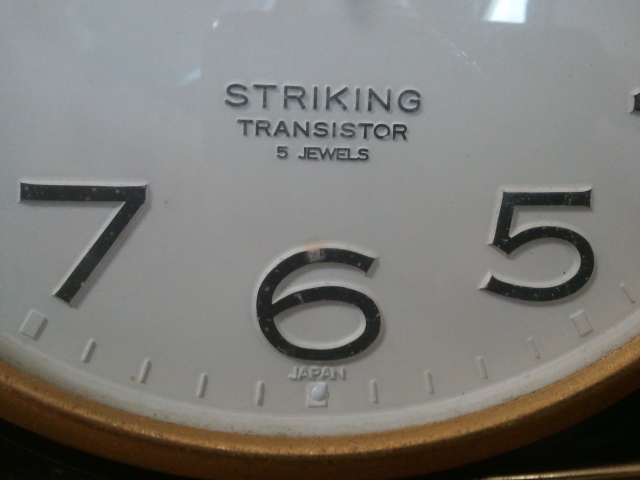 STRIKING
TRANSISTOR
5 JEWELS
7 6 5
JAPAN